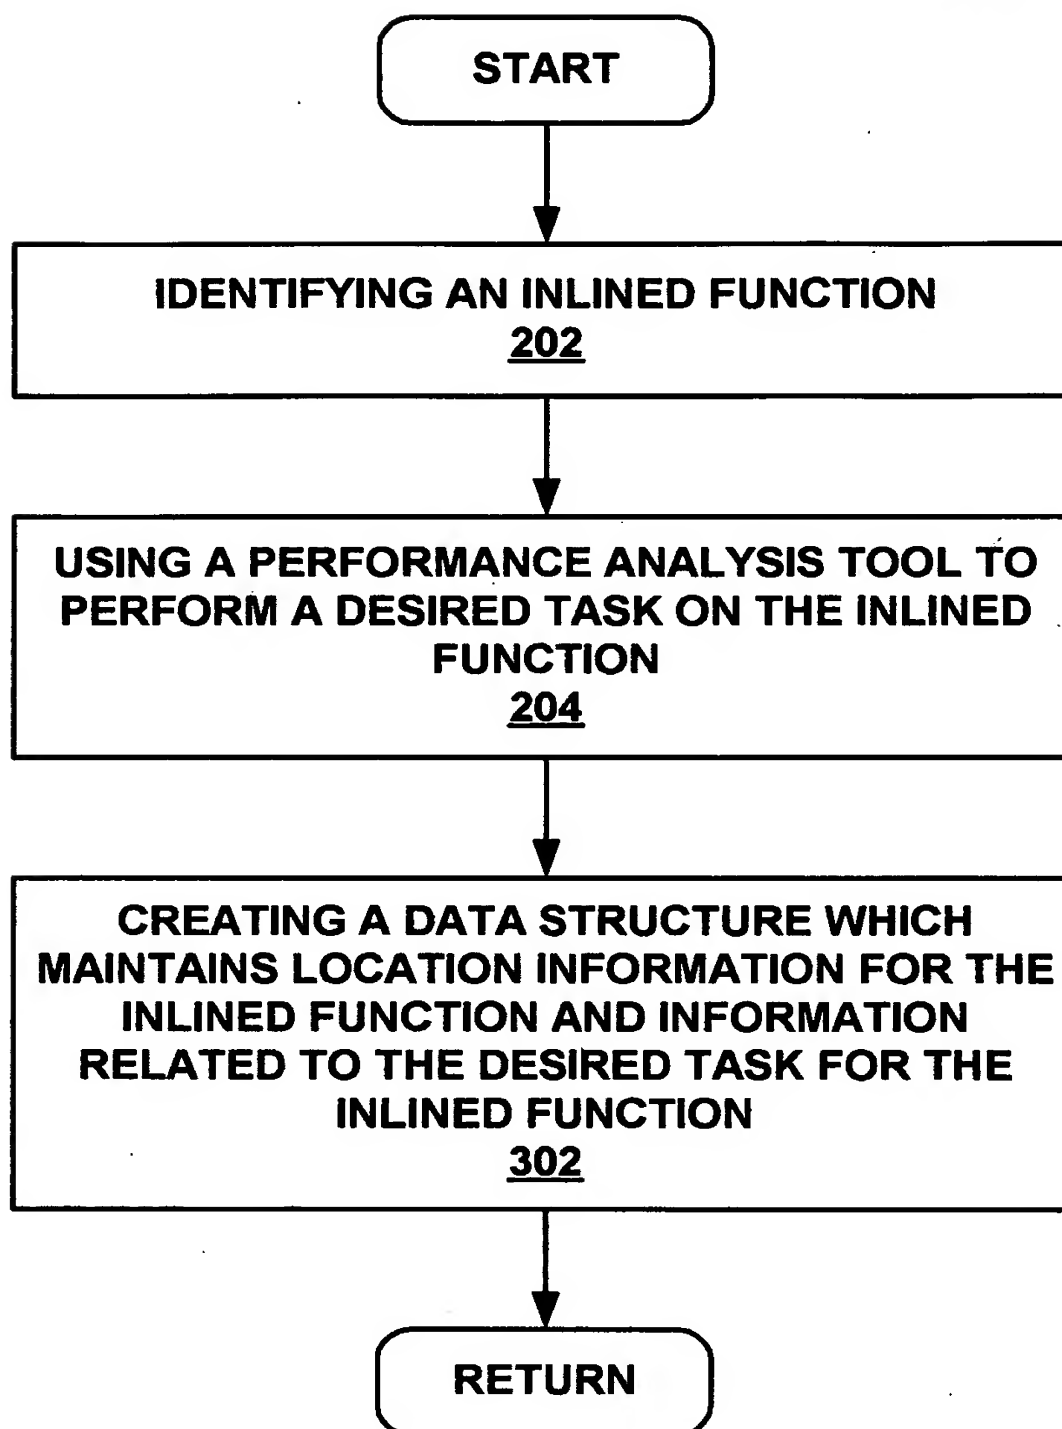 START
IDENTIFYING AN INLINED FUNCTION
202
USING A PERFORMANCE ANALYSIS TOOL TO
PERFORM A DESIRED TASK ON THE INLINED
FUNCTION
204
CREATING A DATA STRUCTURE WHICH
MAINTAINS LOCATION INFORMATION FOR THE
INLINED FUNCTION AND INFORMATION
RELATED TO THE DESIRED TASK FOR THE
INLINED FUNCTION
302
RETURN